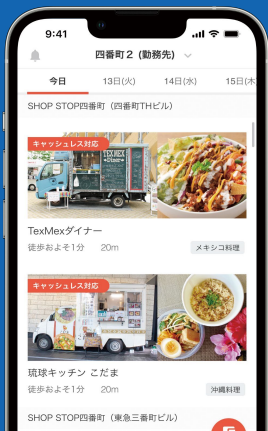 9:41
四番町2 (勤務先)
今日 13日(火) 14日(水) 15日(木
SHOP STOP四番町（四番町THビル）
キャッシュレス対応
TEXMEX
Diner
TexMexダイナー
徒歩およそ1分 20m メキシコ料理
キャッシュレス対応
琉球キッチン こだま
徒歩およそ1分 20m 沖縄料理
SHOP STOP四番町（東急三番町ビル）